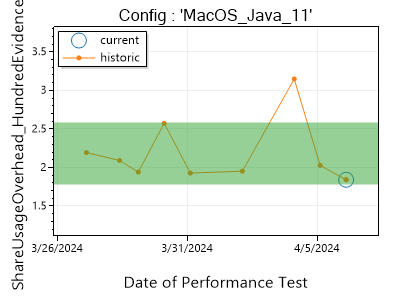 Config : 'MacOS_Java_11'
ShareUsageOverhead_HundredEvidence
current
historic
3.5
3
2.5
2
1.5
3/26/2024
3/31/2024
4/5/2024
Date of Performance Test